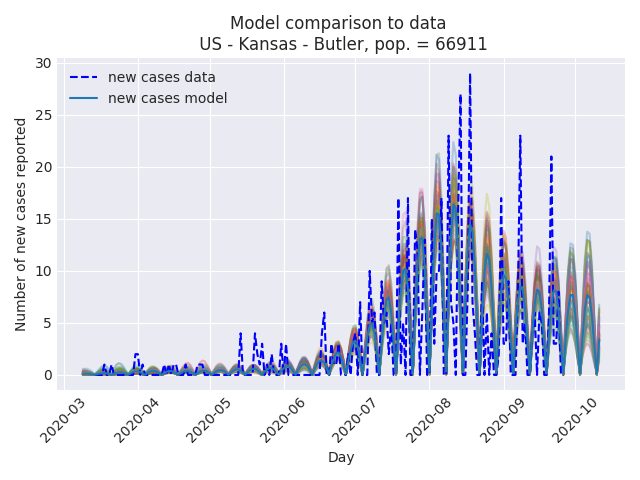 Model comparison to data
US - Kansas - Butler, pop. = 66911
30
25
20
15
10
5
0
Number of new cases reported
new cases data
new cases model
2020-03
2020-04
2020-05
2020-06
2020-07
2020-08
2020-09
2020-10
Day